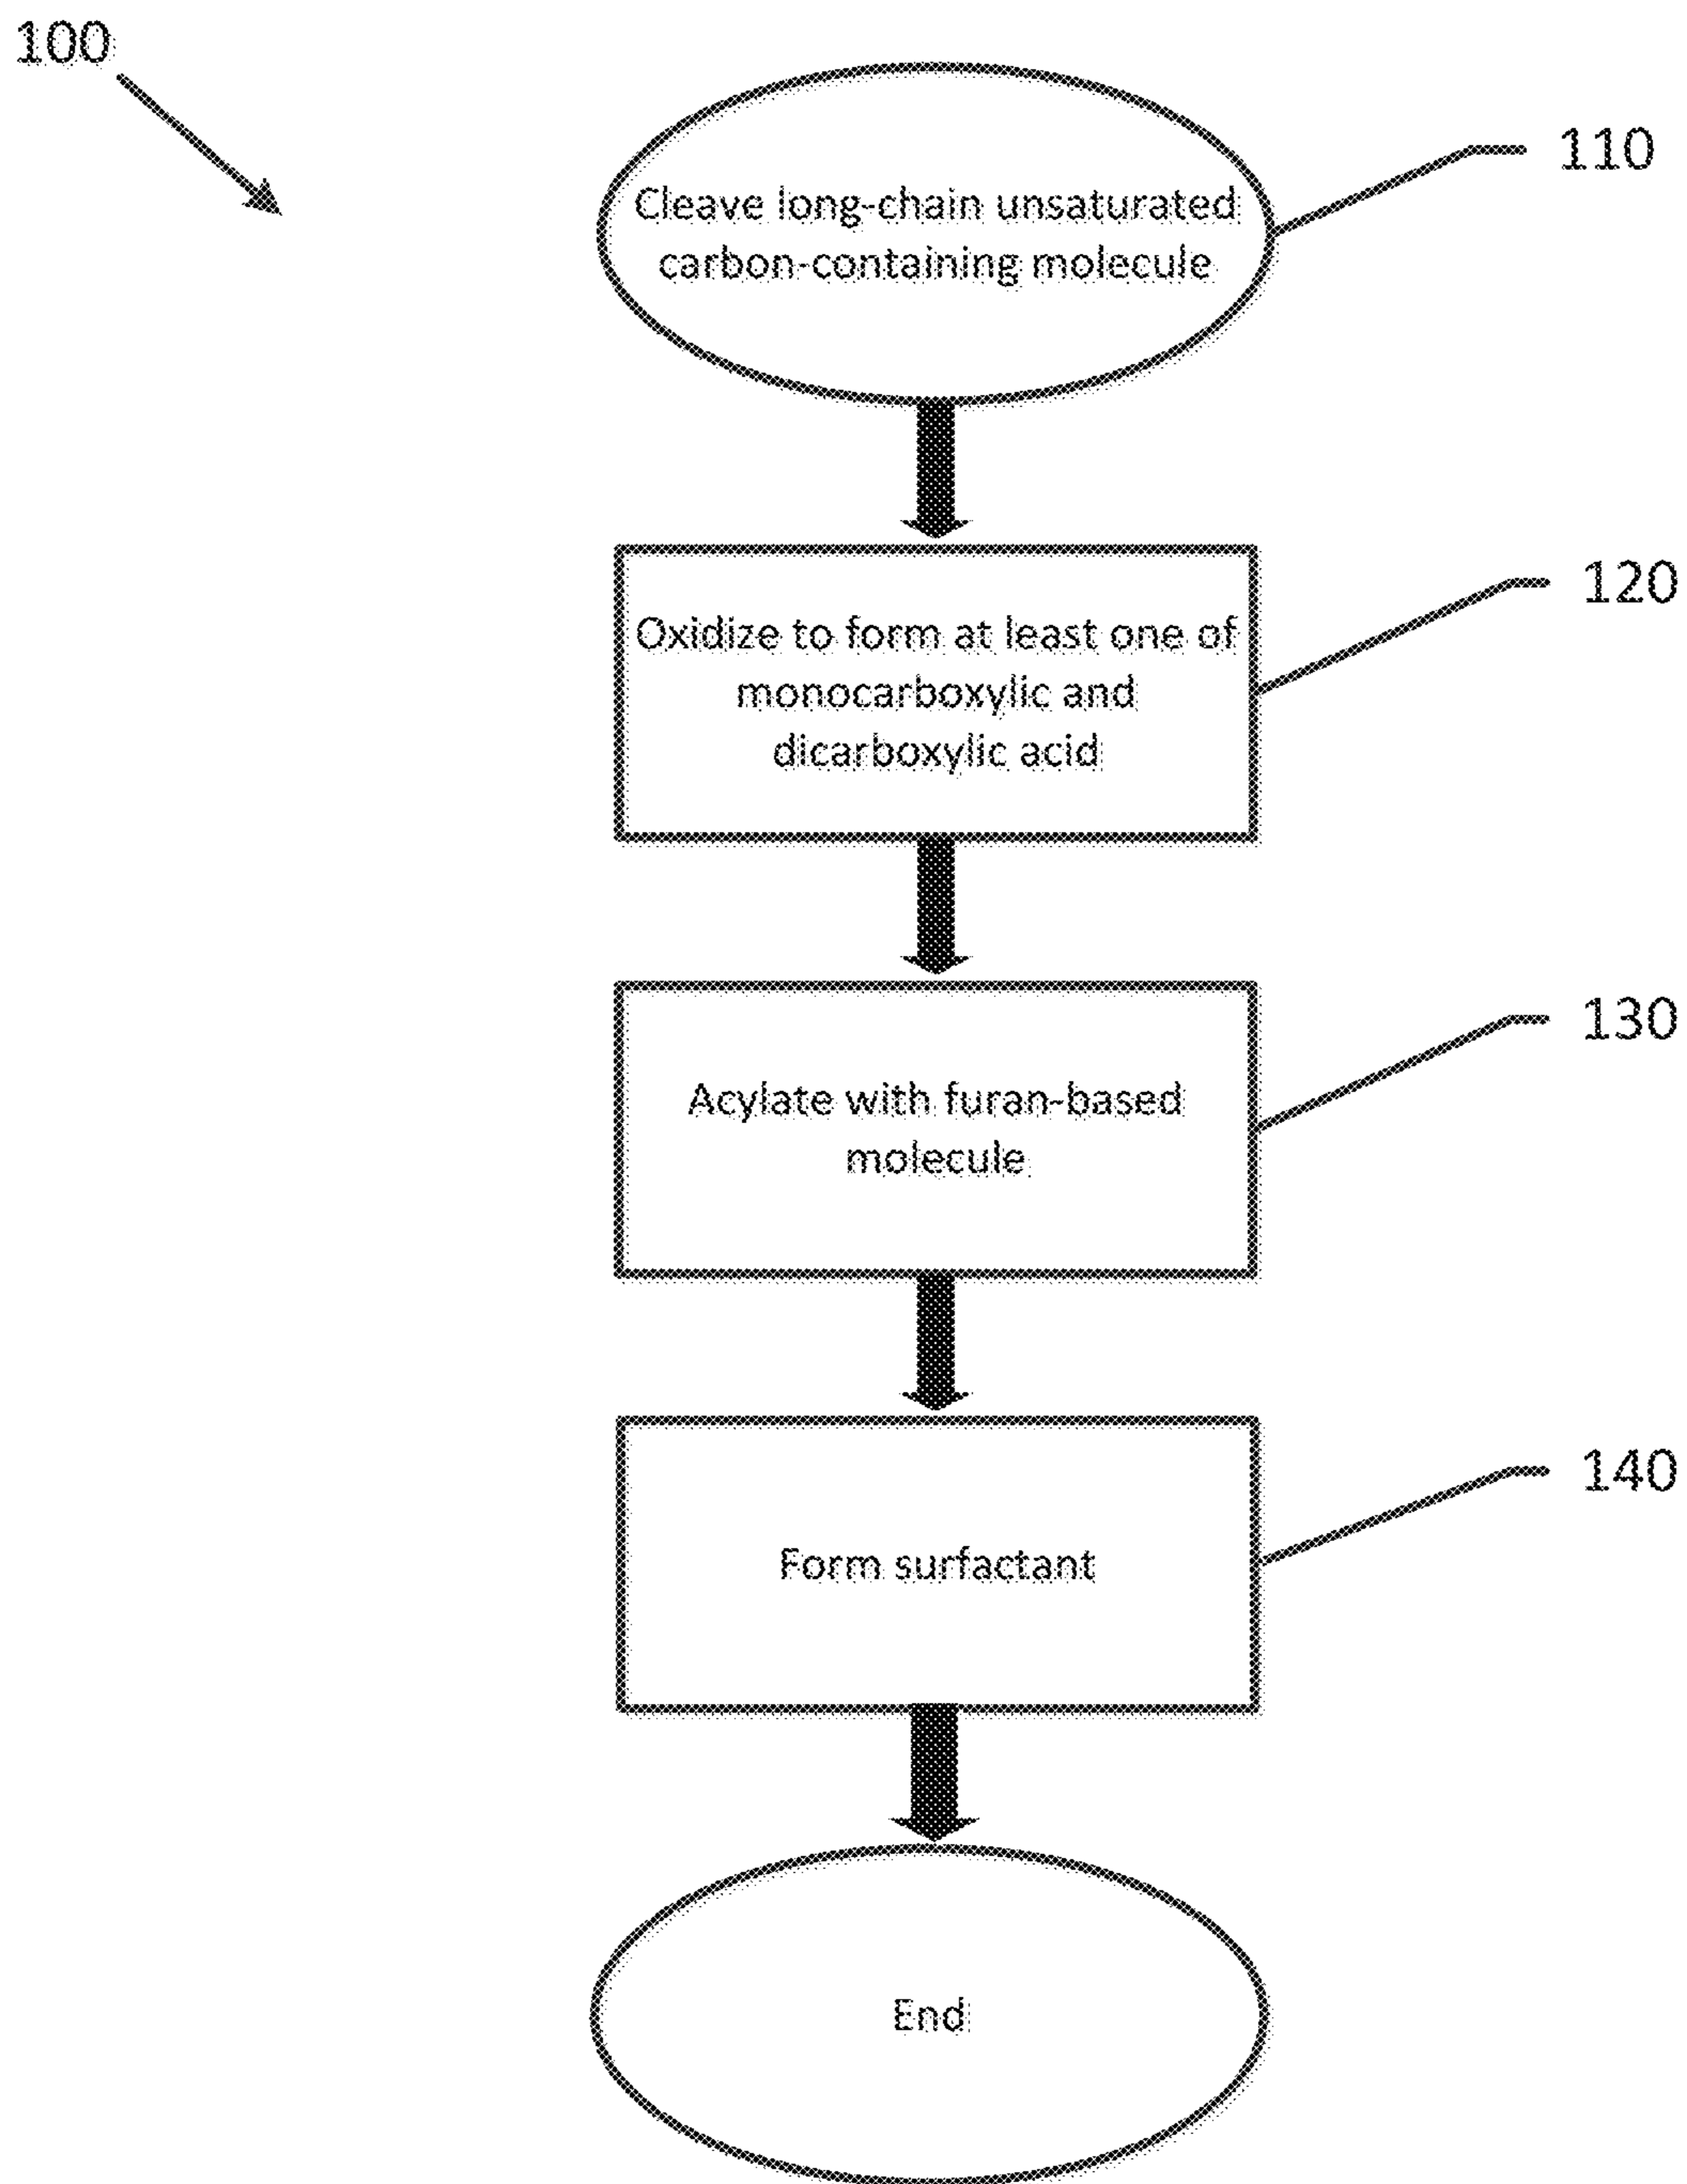 100
110
Cleave long-chain unsaturated
carbon-containing molecule
120
Oxidize to form at least one of
monocarboxylic and
dicarboxylic acid
130
Acylate with furan-based
molecule
140
Form surfactant
End